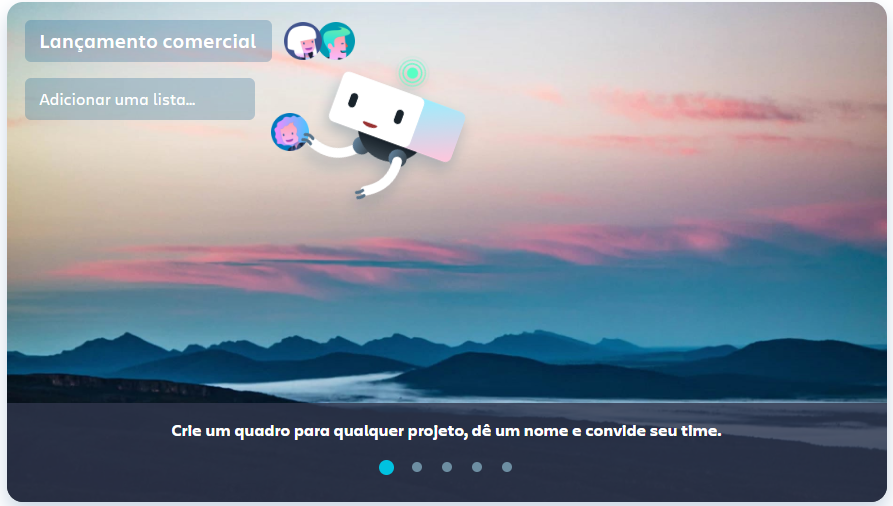 Lançamento comercial
Adicionar uma lista...
Crie um quadro para qualquer projeto, dê um nome e convide seu time.